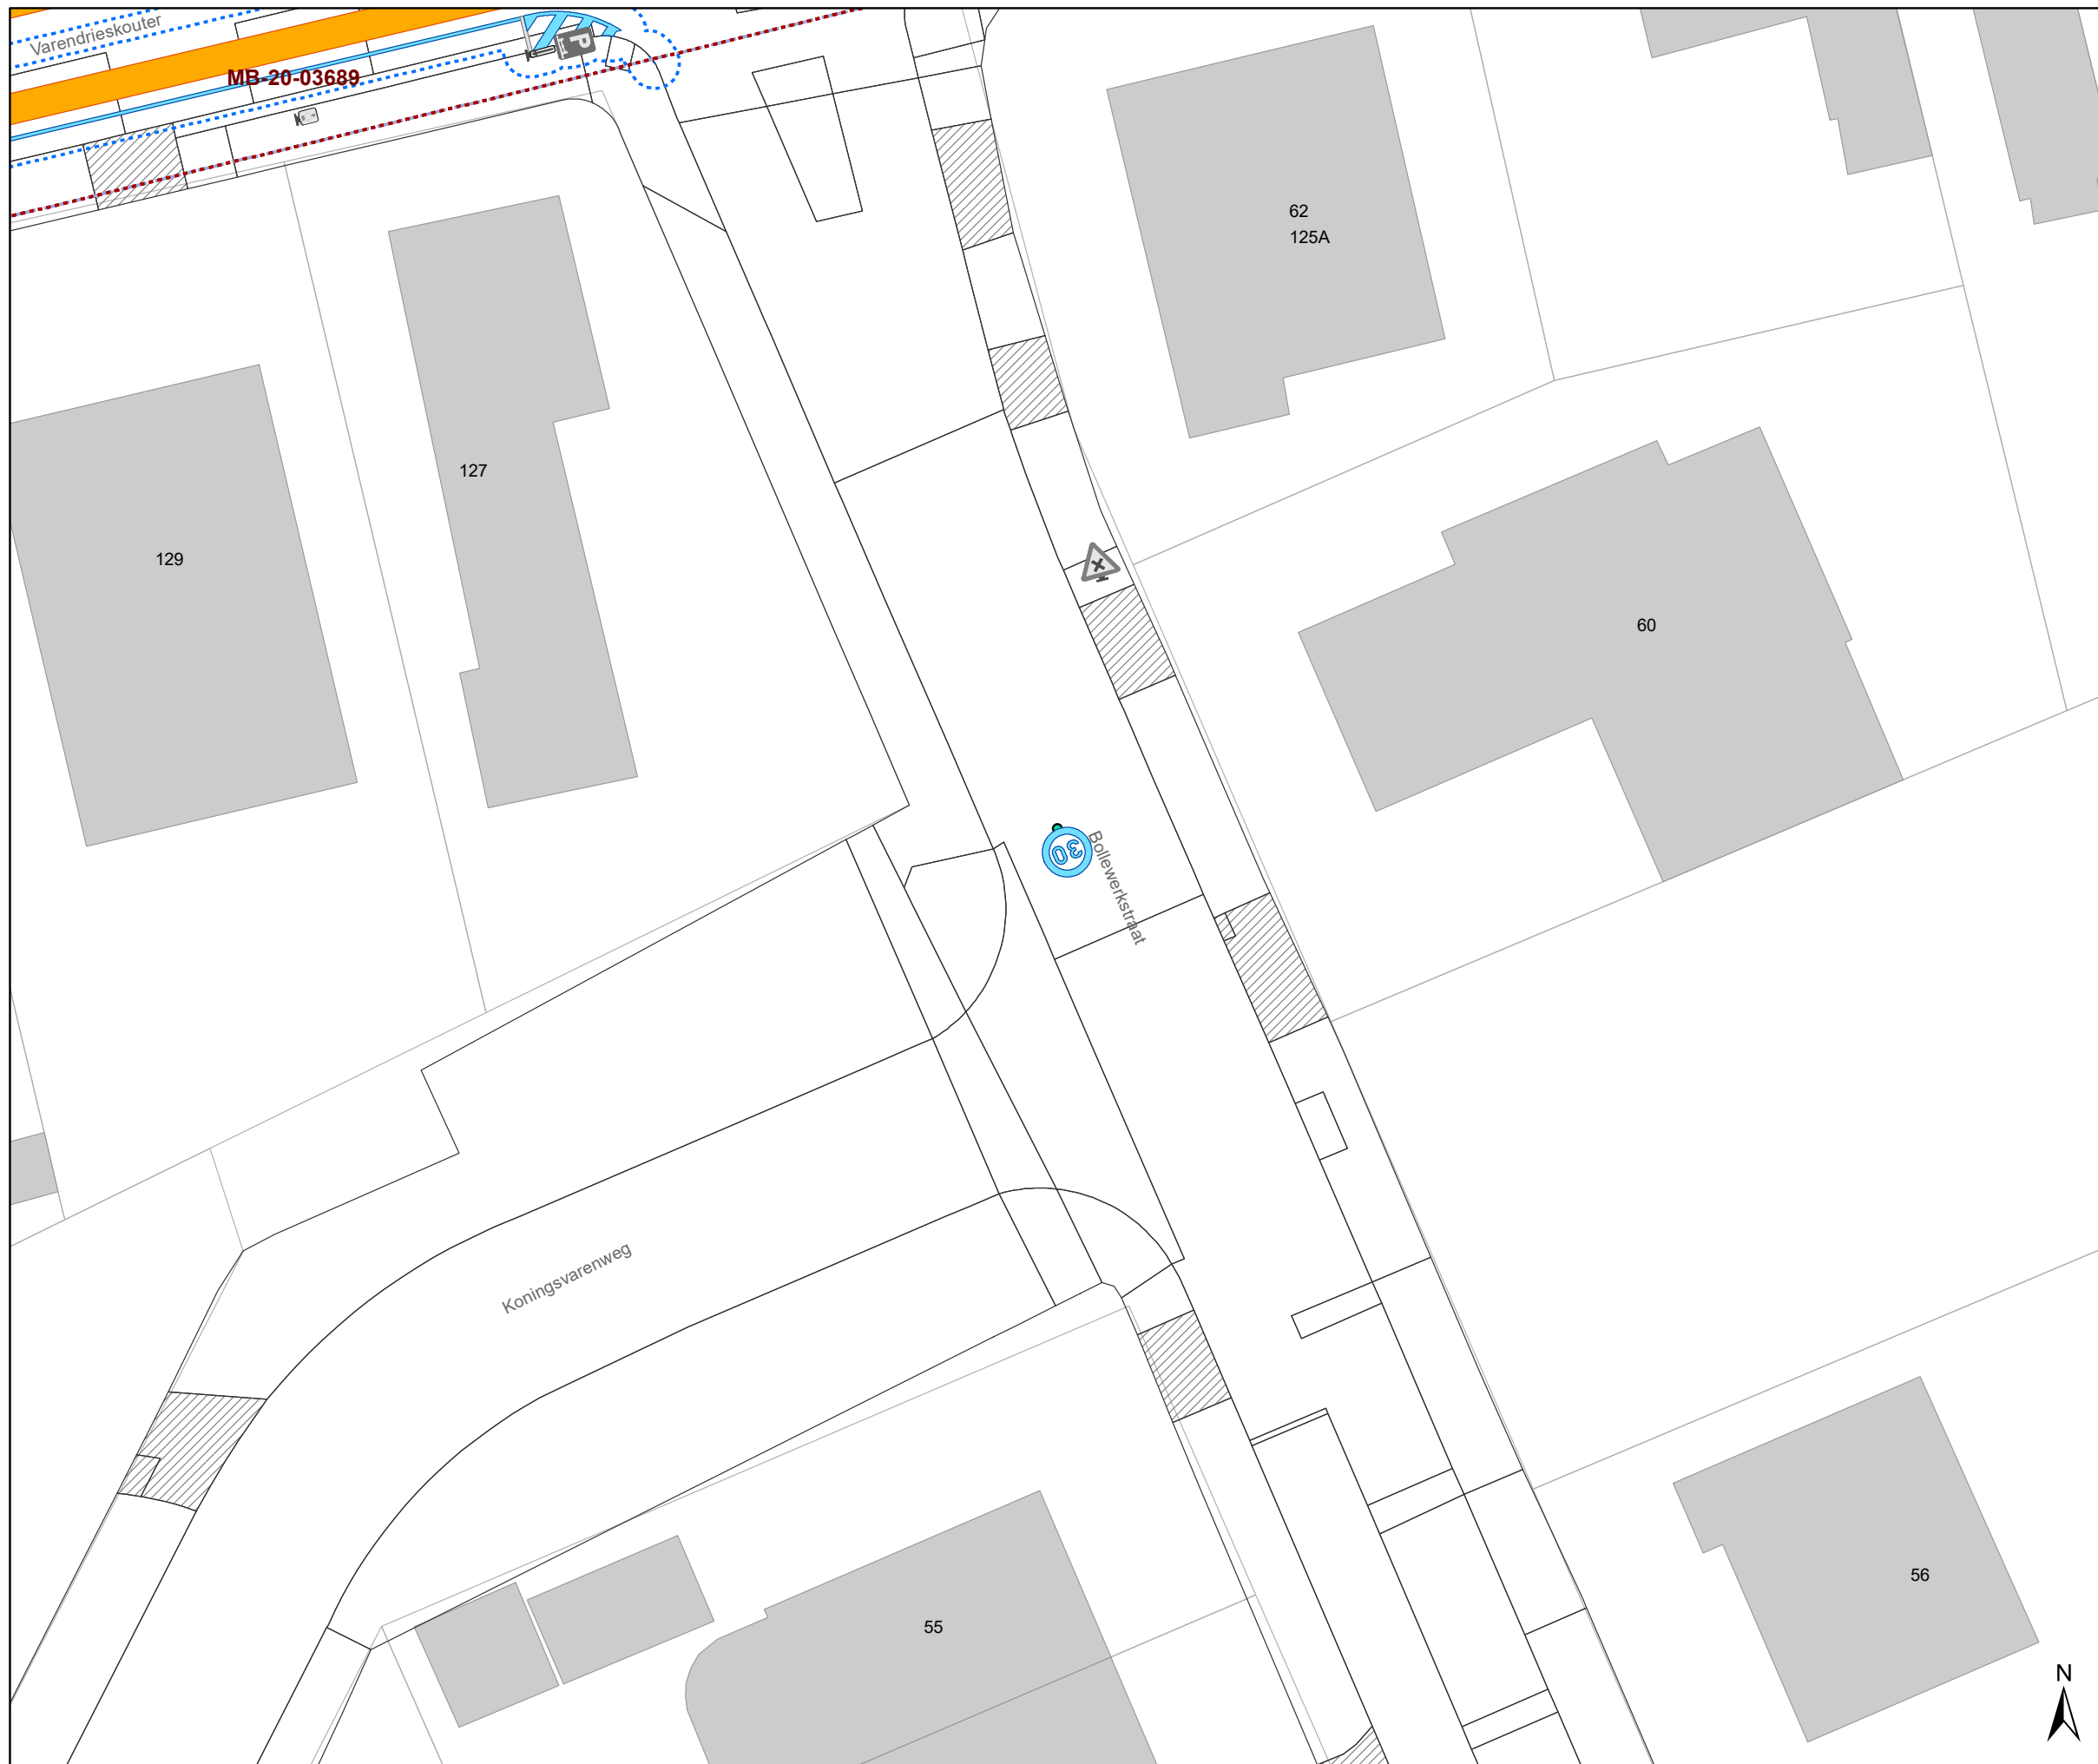 Varendrieskouter
P
MB-20-03689
62
125A
127
129
60
30
Bollewerkstraat
Koningsvarenweg
56
55
N